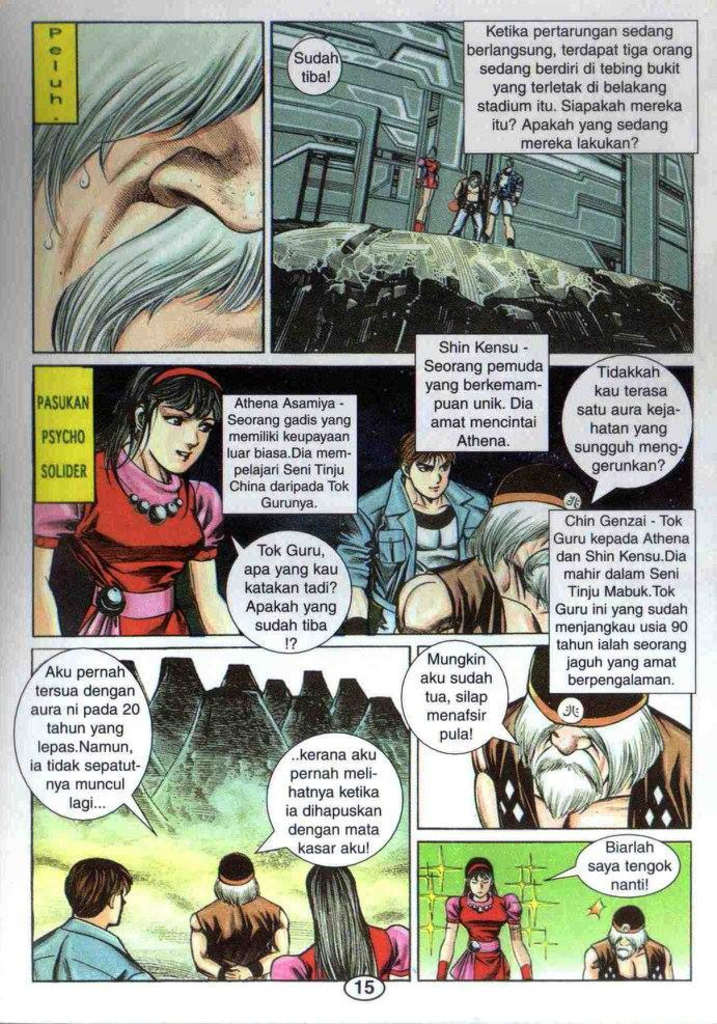 Peluh.
Sudah
tiba!
Ketika pertarungan sedang
berlangsung, terdapat tiga orang
sedang berdiri di tebing bukit
yang terletak di belakang
stadium itu. Siapakah mereka
itu? Apakah yang sedang
mereka lakukan?
PASUKAN
PSYCHO
SOLIDER
Athena Asamiya -
Seorang gadis yang
memiliki keupayaan
luar biasa.Dia mem-
pelajari Seni Tinju
China daripada Tok
Gurunya.
Tok Guru,
apa yang kau
katakan tadi?
Apakah yang
sudah tiba
!?
Shin Kensu -
Seorang pemuda
yang berkemam-
puan unik. Dia
amat mencintai
Athena.
Tidakkah
kau terasa
satu aura keja-
hatan yang
sungguh meng-
gerunkan?
Chin Genzai - Tok
Guru kepada Athena
dan Shin Kensu.Dia
mahir dalam Seni
Tinju Mabuk.Tok
Guru ini yang sudah
menjangkau usia 90
tahun ialah seorang
jaguh yang amat
berpengalaman.
Aku pernah
tersua dengan
aura ni pada 20
tahun yang
lepas.Namun,
ia tidak sepatut-
nya muncul
lagi...
..kerana aku
pernah meli-
hatnya ketika
ia dihapuskan
dengan mata
kasar aku!
Mungkin
aku sudah
tua, silap
menafsir
pula!
Biarlah
saya tengok
nanti!
15